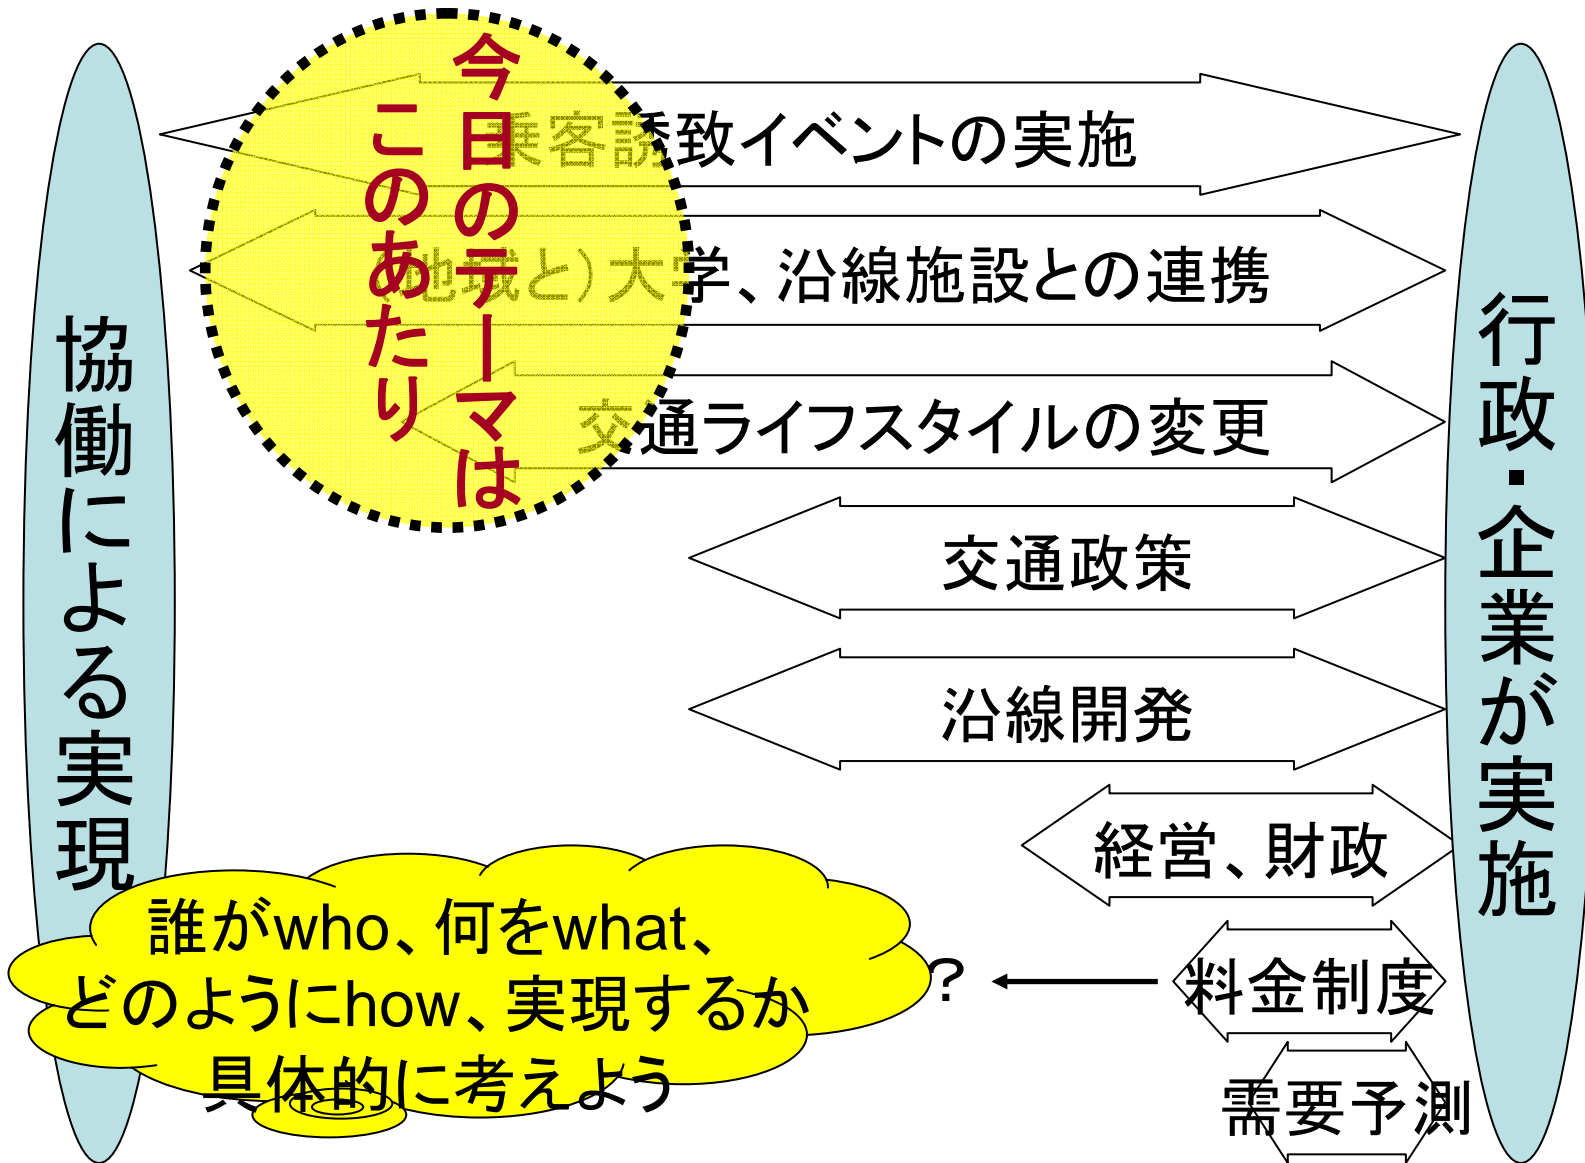 今日のテーマは
このあたり
乗客誘致イベントの実施
(地域と)大学、沿線施設との連携
交通ライフスタイルの変更
交通政策
沿線開発
経営、財政
料金制度
需要予測
協働による実現
行政・企業が実施
誰がwho、何をwhat、
どのようにhow、実現するか
具体的に考えよう
?